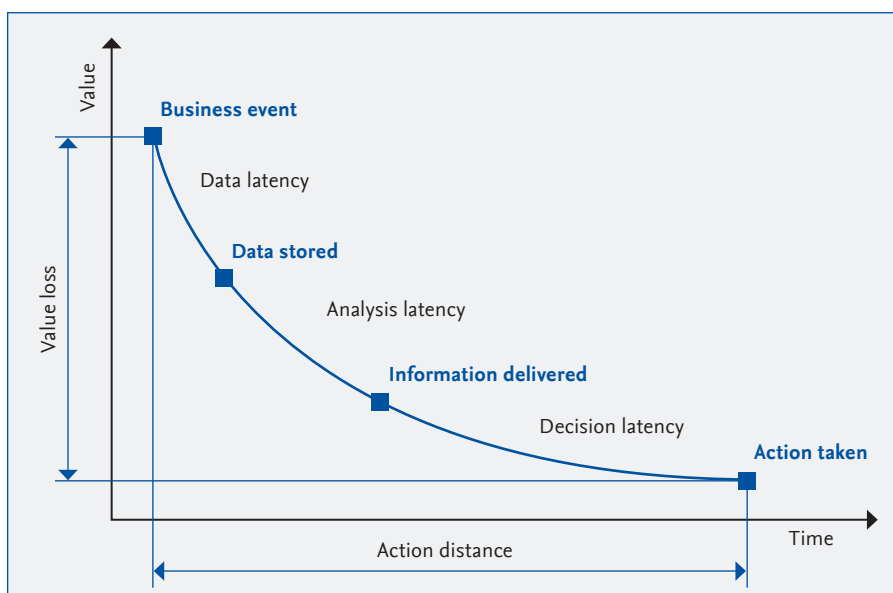 Value
Business event
Data latency
Data stored
Value loss
Analysis latency
Information delivered
Decision latency
Action taken
Time
Action distance